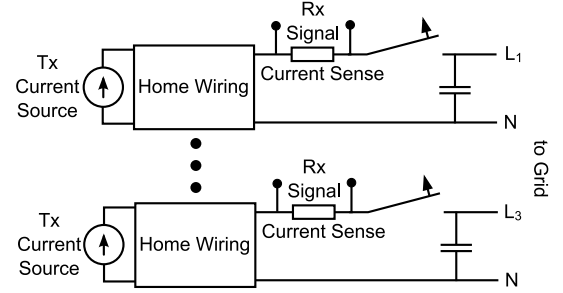 Rx
Signal
Tx
Current
Source
Home Wiring
Current Sense
L1
N
to Grid
Rx
Signal
Tx
Current
Source
Home Wiring
Current Sense
L3
N